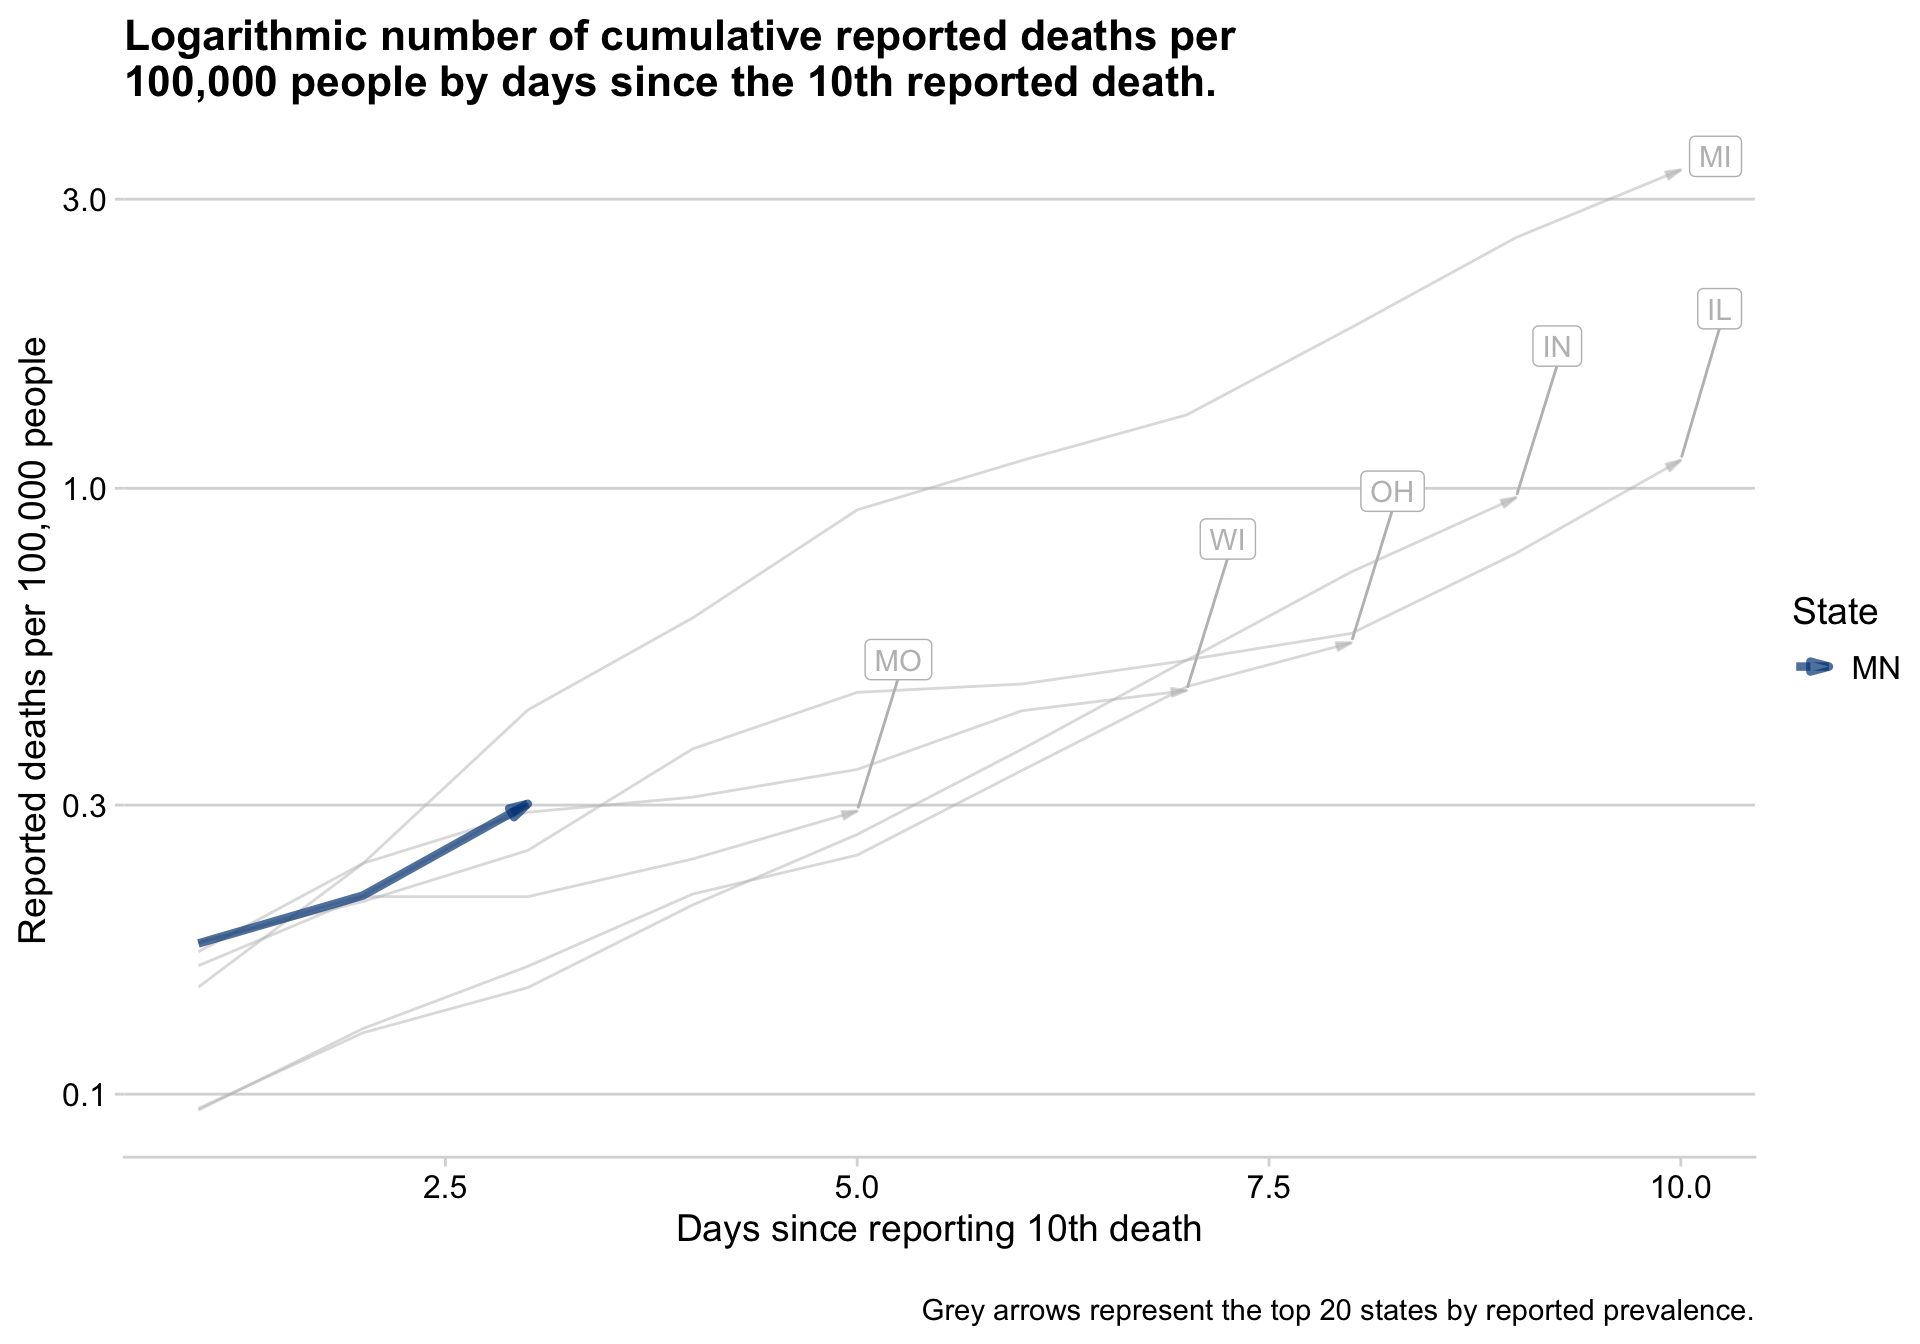 Logarithmic number of cumulative reported deaths per
100,000 people by days since the 10th reported death.
MI
3.0
IL
IN
OH
1.0
WI
MO
Reported deaths per 100,000 people
State
MN
0.3
0.1
2.5 5.0 7.5 10.0
Days since reporting 10th death
Grey arrows represent the top 20 states by reported prevalence.